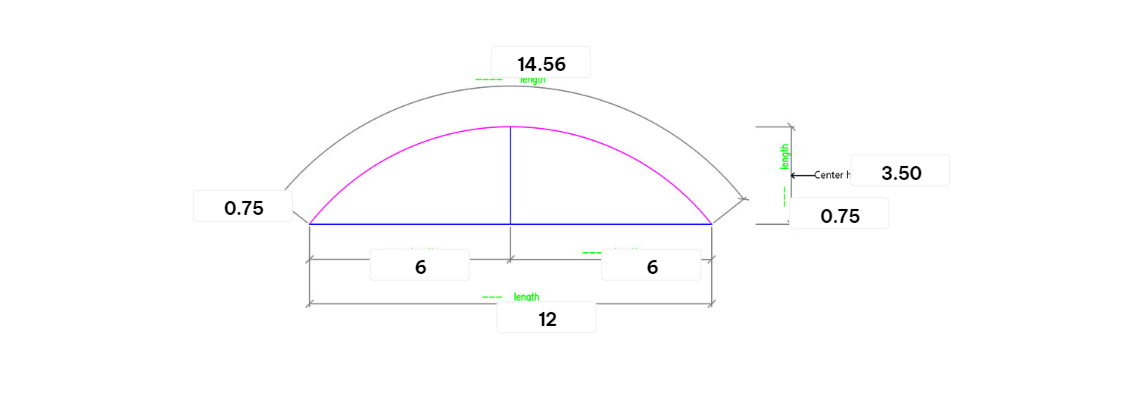 14.56
---- length
length
Center h
3.50
0.75
0.75
6
6
---- length
12